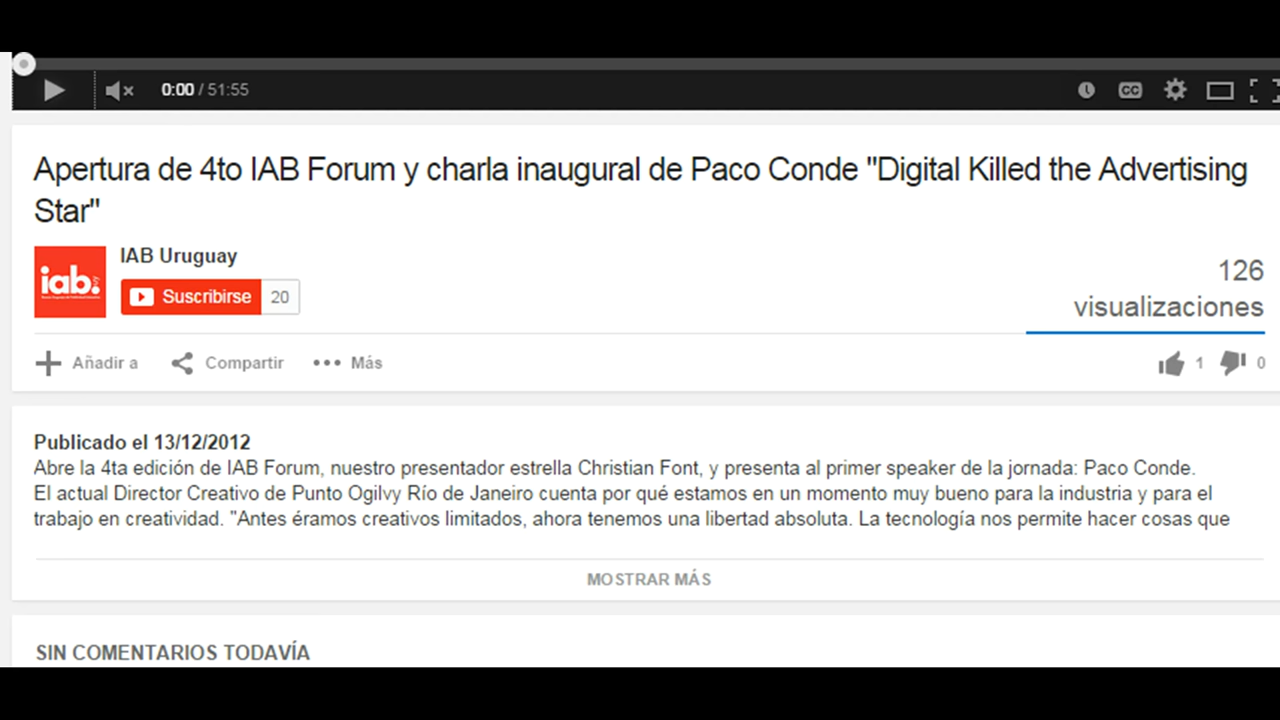 0:00 / 51:55
CC
Apertura de 4to IAB Forum y charla inaugural de Paco Conde "Digital Killed the Advertising
Star"
iab.
IAB Uruguay
Suscribirse 20
126
visualizaciones
Añadir a
Compartir
Más
1
0
Publicado el 13/12/2012
Abre la 4ta edición de IAB Forum, nuestro presentador estrella Christian Font, y presenta al primer speaker de la jornada: Paco Conde.
El actual Director Creativo de Punto Ogilvy Río de Janeiro cuenta por qué estamos en un momento muy bueno para la industria y para el
trabajo en creatividad. "Antes éramos creativos limitados, ahora tenemos una libertad absoluta. La tecnología nos permite hacer cosas que
MOSTRAR MÁS
SIN COMENTARIOS TODAVÍA